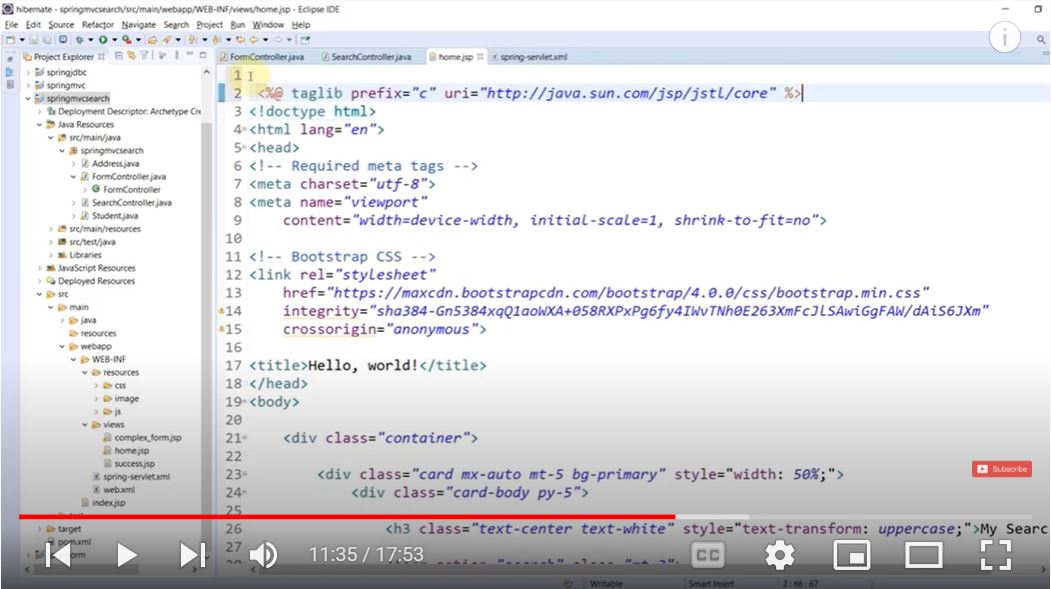 hibernate - springmvcsearch/src/main/webapp/WEB-INF/views/home.jsp - Eclipse IDE
File Edit Source Refactor Navigate Search Project Run Window Help
Project Explorer
FormController.java SearchController.java home.jsp spring-servlet.xml
springjdbc
springmvc
springmvcsearch
Deployment Descriptor: Archetype Cre
Java Resources
src/main/java
springmvcsearch
Address.java
FormController.java
FormController
SearchController.java
Student.java
src/main/resources
src/test/java
Libraries
JavaScript Resources
Deployed Resources
src
main
java
resources
webapp
WEB-INF
resources
css
image
js
views
complex_form.jsp
home.jsp
success.jsp
spring-servlet.xml
web.xml
index.jsp
target
pom.xml
1
2 <%@ taglib prefix="c" uri="http://java.sun.com/jsp/jstl/core" %>
3 <!doctype html>
4 <html lang="en">
5 <head>
6 <!-- Required meta tags -->
7 <meta charset="utf-8">
8 <meta name="viewport"
9 content="width=device-width, initial-scale=1, shrink-to-fit=no">
10
11 <!-- Bootstrap CSS -->
12 <link rel="stylesheet"
13 href="https://maxcdn.bootstrapcdn.com/bootstrap/4.0.0/css/bootstrap.min.css"
14 integrity="sha384-Gn5384xqQ1aoWXA+058RXPxPg6fy4IWvTNh0E263XmFcJlSAwiGgFAW/dAiS6JXm"
15 crossorigin="anonymous">
16
17 <title>Hello, world!</title>
18 </head>
19 <body>
20
21 <div class="container">
22
23 <div class="card mx-auto mt-5 bg-primary" style="width: 50%;">
24 <div class="card-body py-5">
25
26 <h3 class="text-center text-white" style="text-transform: uppercase;">My Searc
27
Subscribe
11:35 / 17:53
CC
Writable Smart Insert 2 : 66 : 67